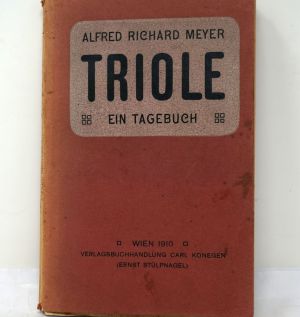 ALFRED RICHARD MEYER
TRIOLE
EIN TAGEBUCH
WIEN 1910
VERLAGSBUCHHANDLUNG CARL KONEGEN
(ERNST STÜLPNAGEL)